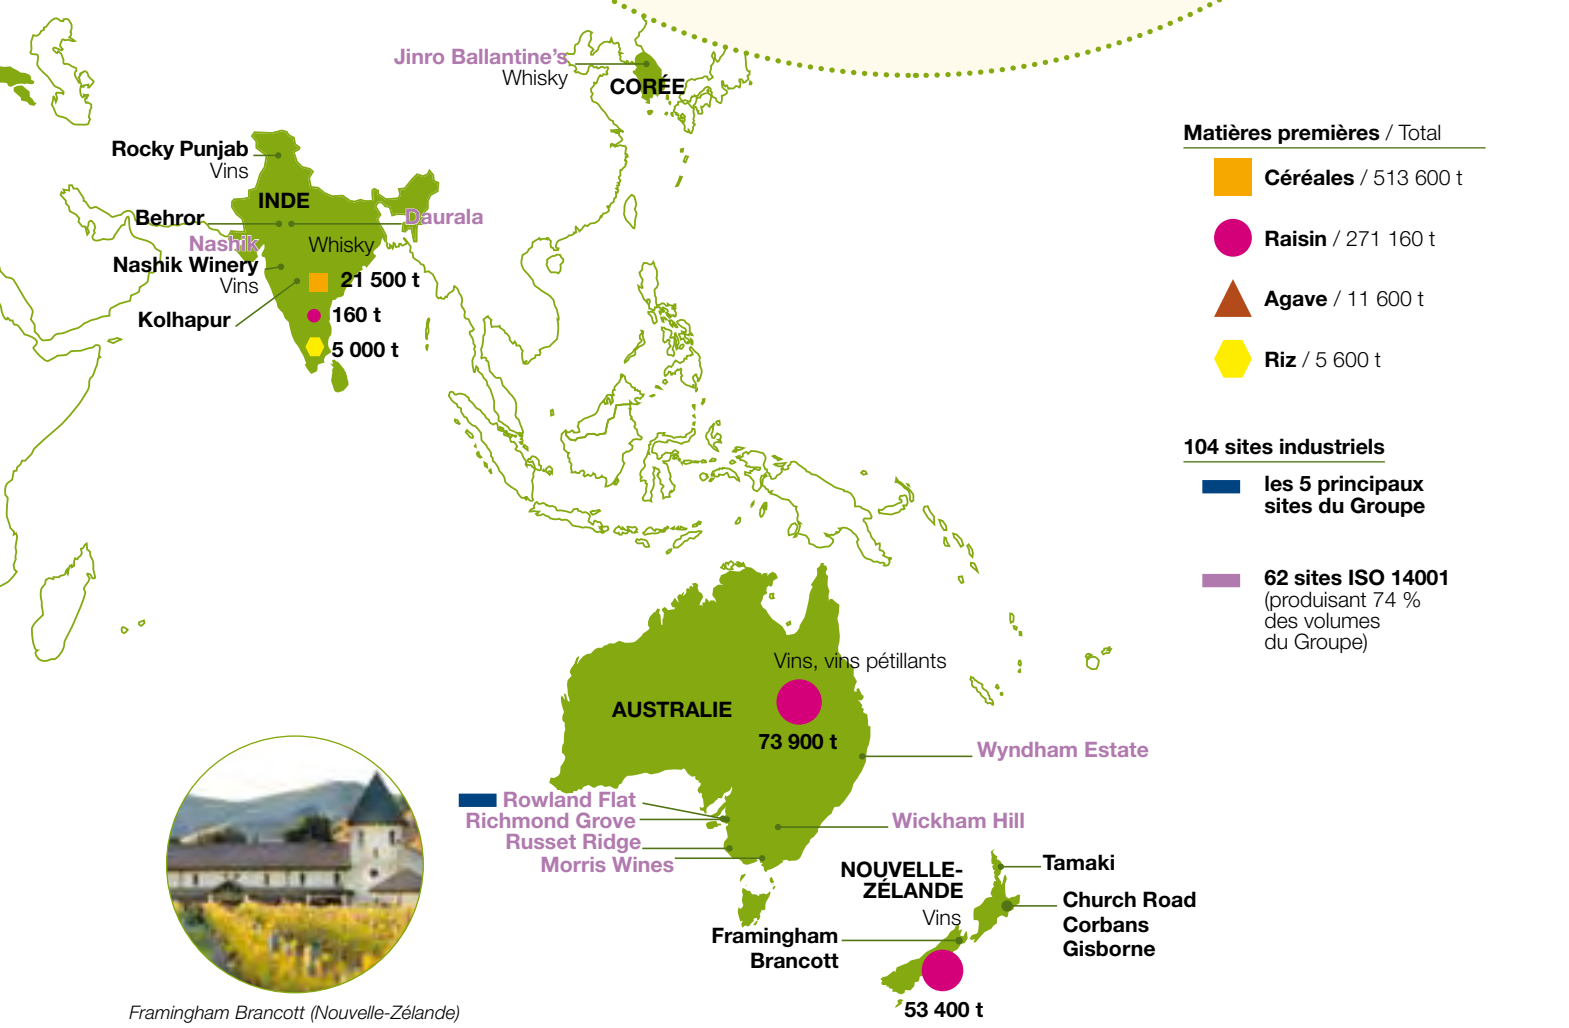 Jinro Ballantine's
Whisky
CORÉE
Rocky Punjab
Vins
INDE
Behror
Daurala
Nashik
Whisky
Nashik Winery
Vins
21 500 t
160 t
Kolhapur
5 000 t
Matières premières / Total
Céréales / 513 600 t
Raisin / 271 160 t
Agave / 11 600 t
Riz / 5 600 t
104 sites industriels
les 5 principaux
sites du Groupe
62 sites ISO 14001
(produisant 74 %
des volumes
du Groupe)
Vins, vins pétillants
AUSTRALIE
73 900 t
Wyndham Estate
Rowland Flat
Richmond Grove
Russet Ridge
Morris Wines
Wickham Hill
NOUVELLE-
ZÉLANDE
Vins
Tamaki
Church Road
Corbans
Gisborne
Framingham
Brancott
53 400 t
Framingham Brancott (Nouvelle-Zélande)